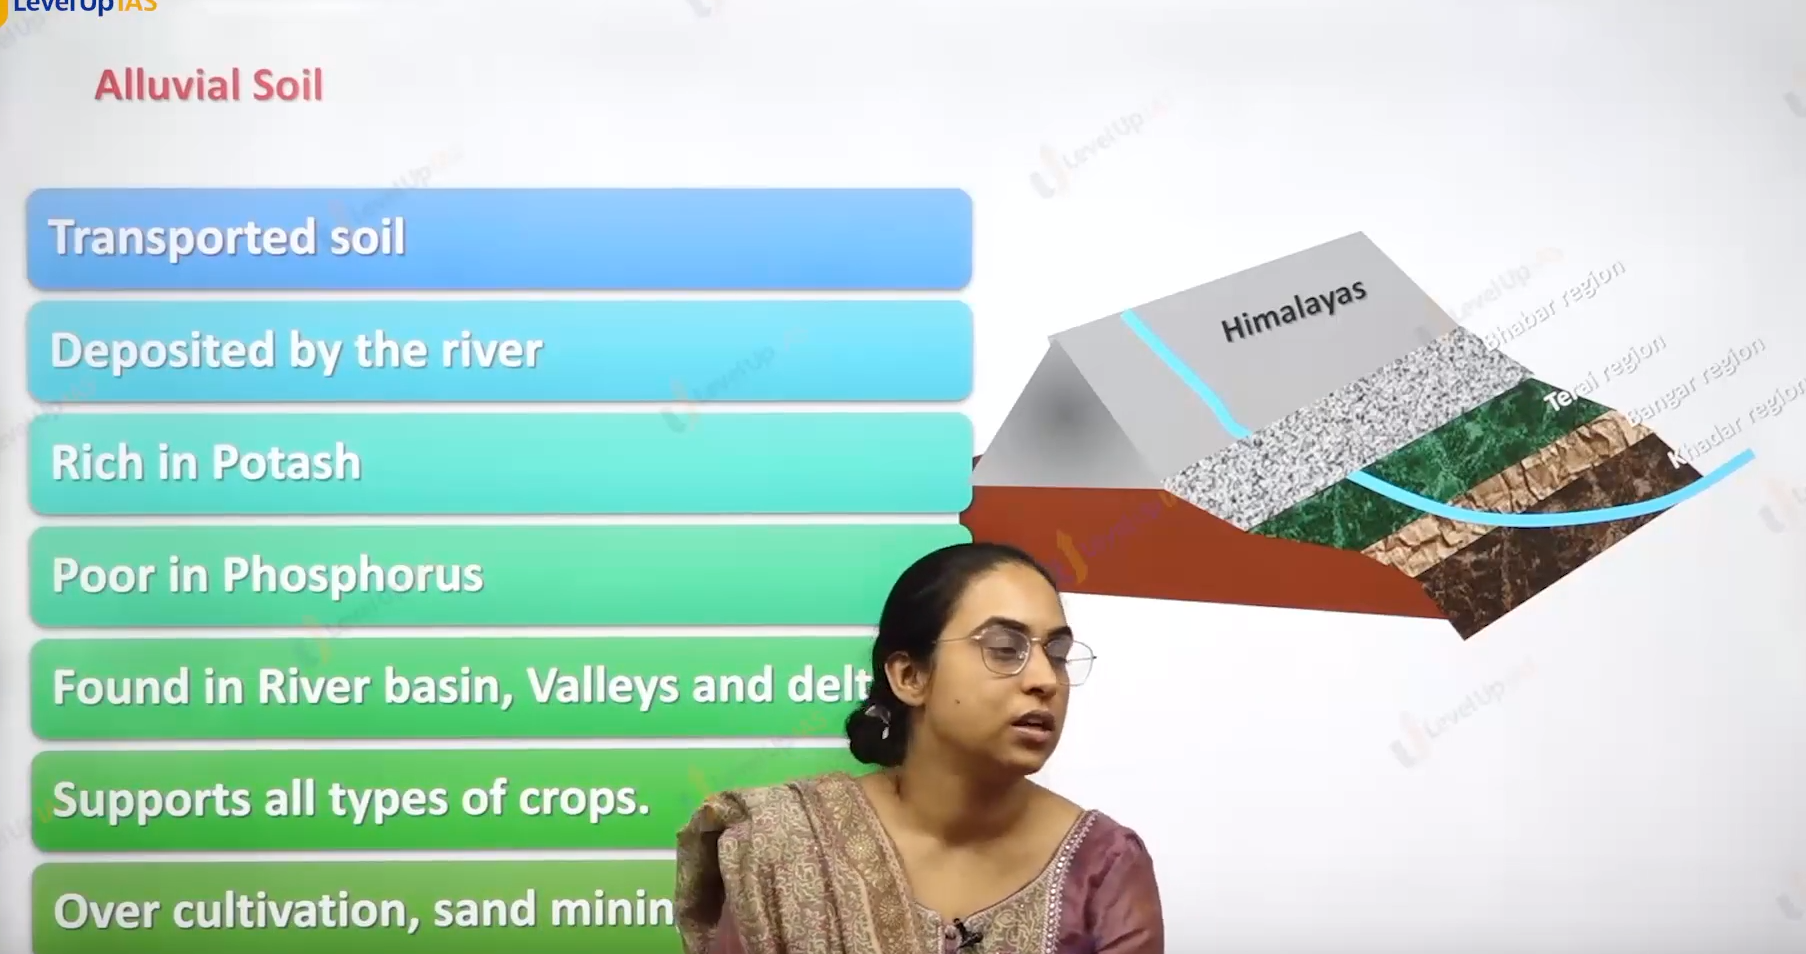 LevelUp IAS
Alluvial Soil
Transported soil
Deposited by the river
Rich in Potash
Poor in Phosphorus
Found in River basin, Valleys and delt
Supports all types of crops.
Over cultivation, sand minin
Himalayas
Bhabar region
Terai region
Bangar region
Khadar region